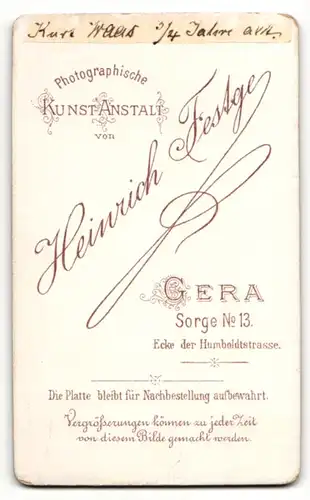 Kurt Waas 3/4 Jahre alt.
Photographische
KUNST-ANSTALT
von
Heinrich Festge
GERA
Sorge No 13.
Ecke der Humboldtstrasse.
Die Platte bleibt für Nachbestellung aufbewahrt.
Vergrößerungen können zu jeder Zeit
von diesem Bilde gemacht werden.